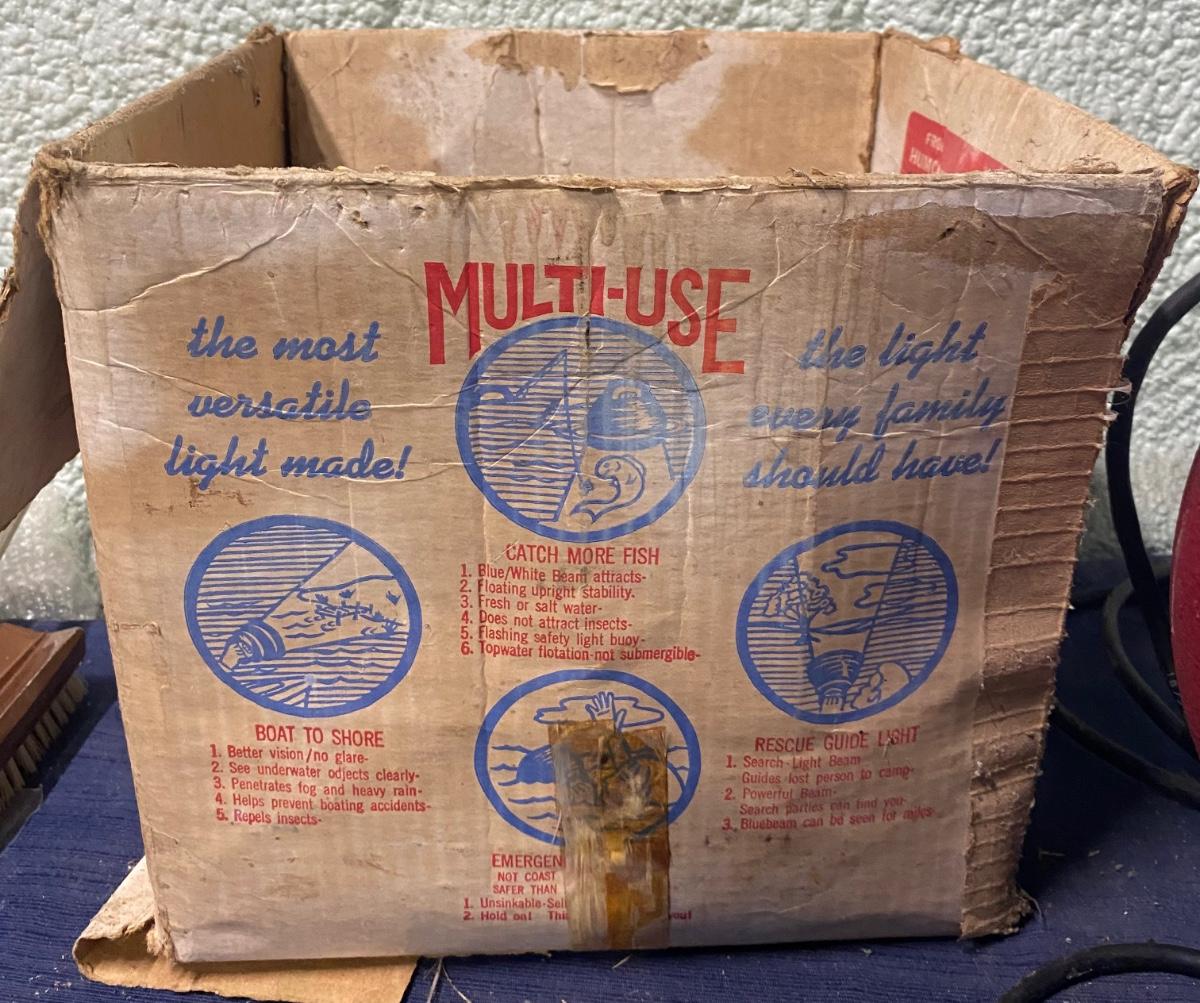 FRO
HUMO
MULTI-USE
the most
versatile
light made!
the light
every family
should have!
CATCH MORE FISH
1. Blue/White Beam attracts-
2. Floating upright stability.
3. Fresh or salt water-
4. Does not attract insects-
5. Flashing safety light buoy-
6. Topwater flotation-not submergible-
BOAT TO SHORE
1. Better vision/no glare-
2. See underwater odjects clearly-
3. Penetrates fog and heavy rain-
4. Helps prevent boating accidents-
5. Repels insects-
RESCUE GUIDE LIGHT
1. Search-Light Beam
Guides lost person to camp-
2. Powerful Beam-
Search parties can find you-
3. Bluebeam can be seen for miles-
EMERGEN
NOT COAST
SAFER THAN
1. Unsinkable-Sel
2. Hold on! Thi you!